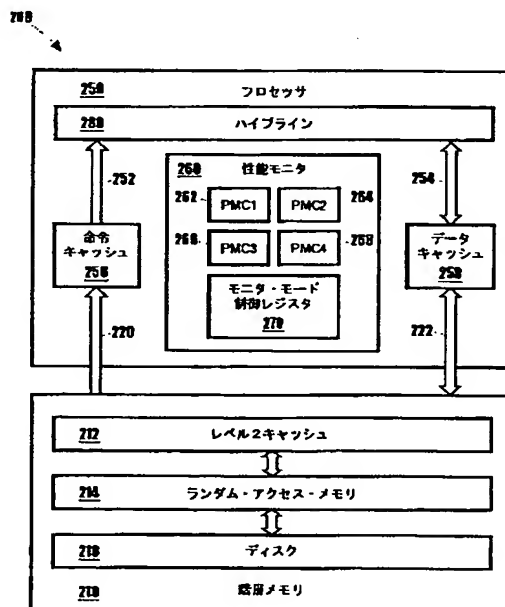 200
250 プロセッサ
280 パイプライン
252
260 性能モニタ
254
262 PMC1 PMC2 264
266 PMC3 PMC4 268
命令
キャッシュ
256
データ
キャッシュ
258
モニタ・モード
制御レジスタ
270
220
222
212 レベル2キャッシュ
214 ランダム・アクセス・メモリ
ディスク
210 階層メモリ